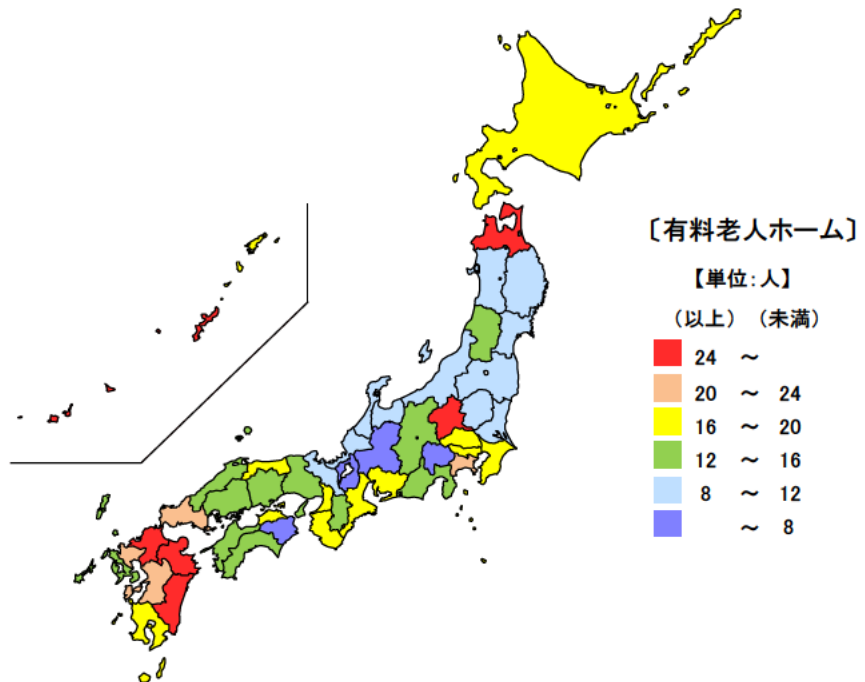 〔有料老人ホーム〕
【単位：人】
（以上）（未満）
24 ～
20 ～ 24
16 ～ 20
12 ～ 16
8 ～ 12
～ 8